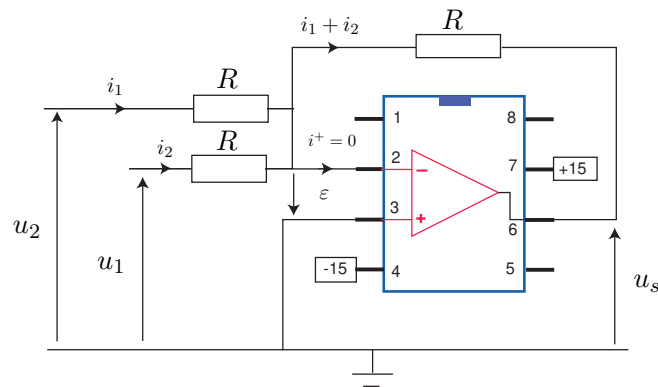 i₁ + i₂
R
R
i₁
R
i₂
i⁺ = 0
ε
u₂
u₁
uₛ
1
2
3
4
8
7
6
5
+15
-15
−
+